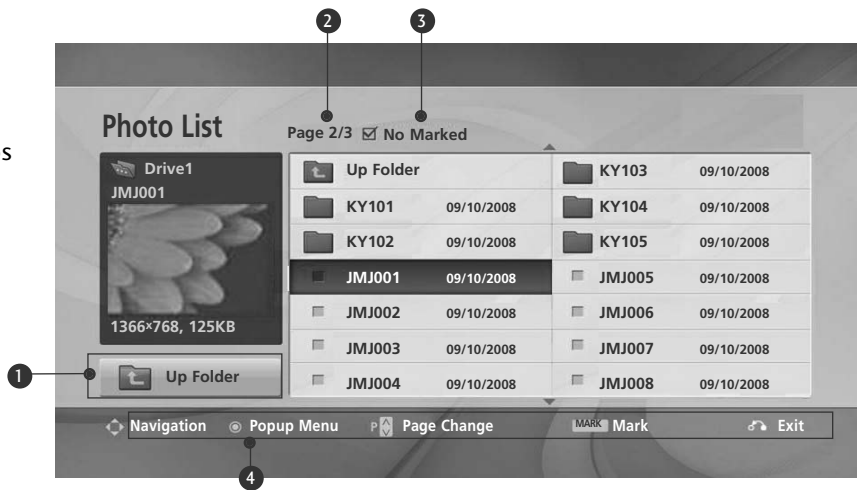 2 3
Photo List
Page 2/3 No Marked
s
Drive1
JMJ001
1366×768, 125KB
Up Folder
Up Folder
KY101 09/10/2008
KY102 09/10/2008
JMJ001 09/10/2008
JMJ002 09/10/2008
JMJ003 09/10/2008
JMJ004 09/10/2008
KY103 09/10/2008
KY104 09/10/2008
KY105 09/10/2008
JMJ005 09/10/2008
JMJ006 09/10/2008
JMJ007 09/10/2008
JMJ008 09/10/2008
1
Navigation Popup Menu P Page Change MARK Mark Exit
4